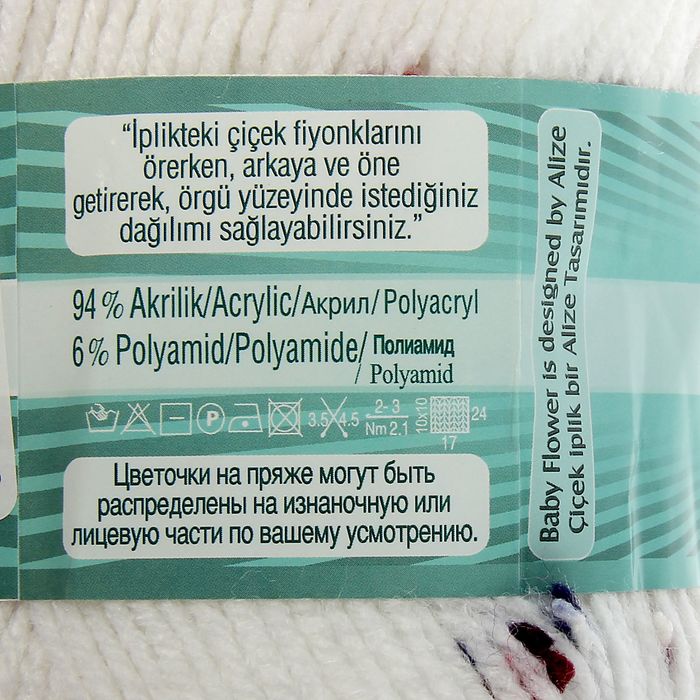 “İplikteki çiçek fiyonklarını
örerken, arkaya ve öne
getirerek, örgü yüzeyinde istediğiniz
dağılımı sağlayabilirsiniz.”
94 % Akrilik/Acrylic/Акрил/Polyacryl
6 % Polyamid/Polyamide/Полиамид
/ Polyamid
P 3.5 4.5 2-3 10x10 24
Nm 2.1 17
Цветочки на пряже могут быть
распределены на изнаночную или
лицевую части по вашему усмотрению.
Baby Flower is designed by Alize
Çiçek iplik bir Alize Tasarımıdır.